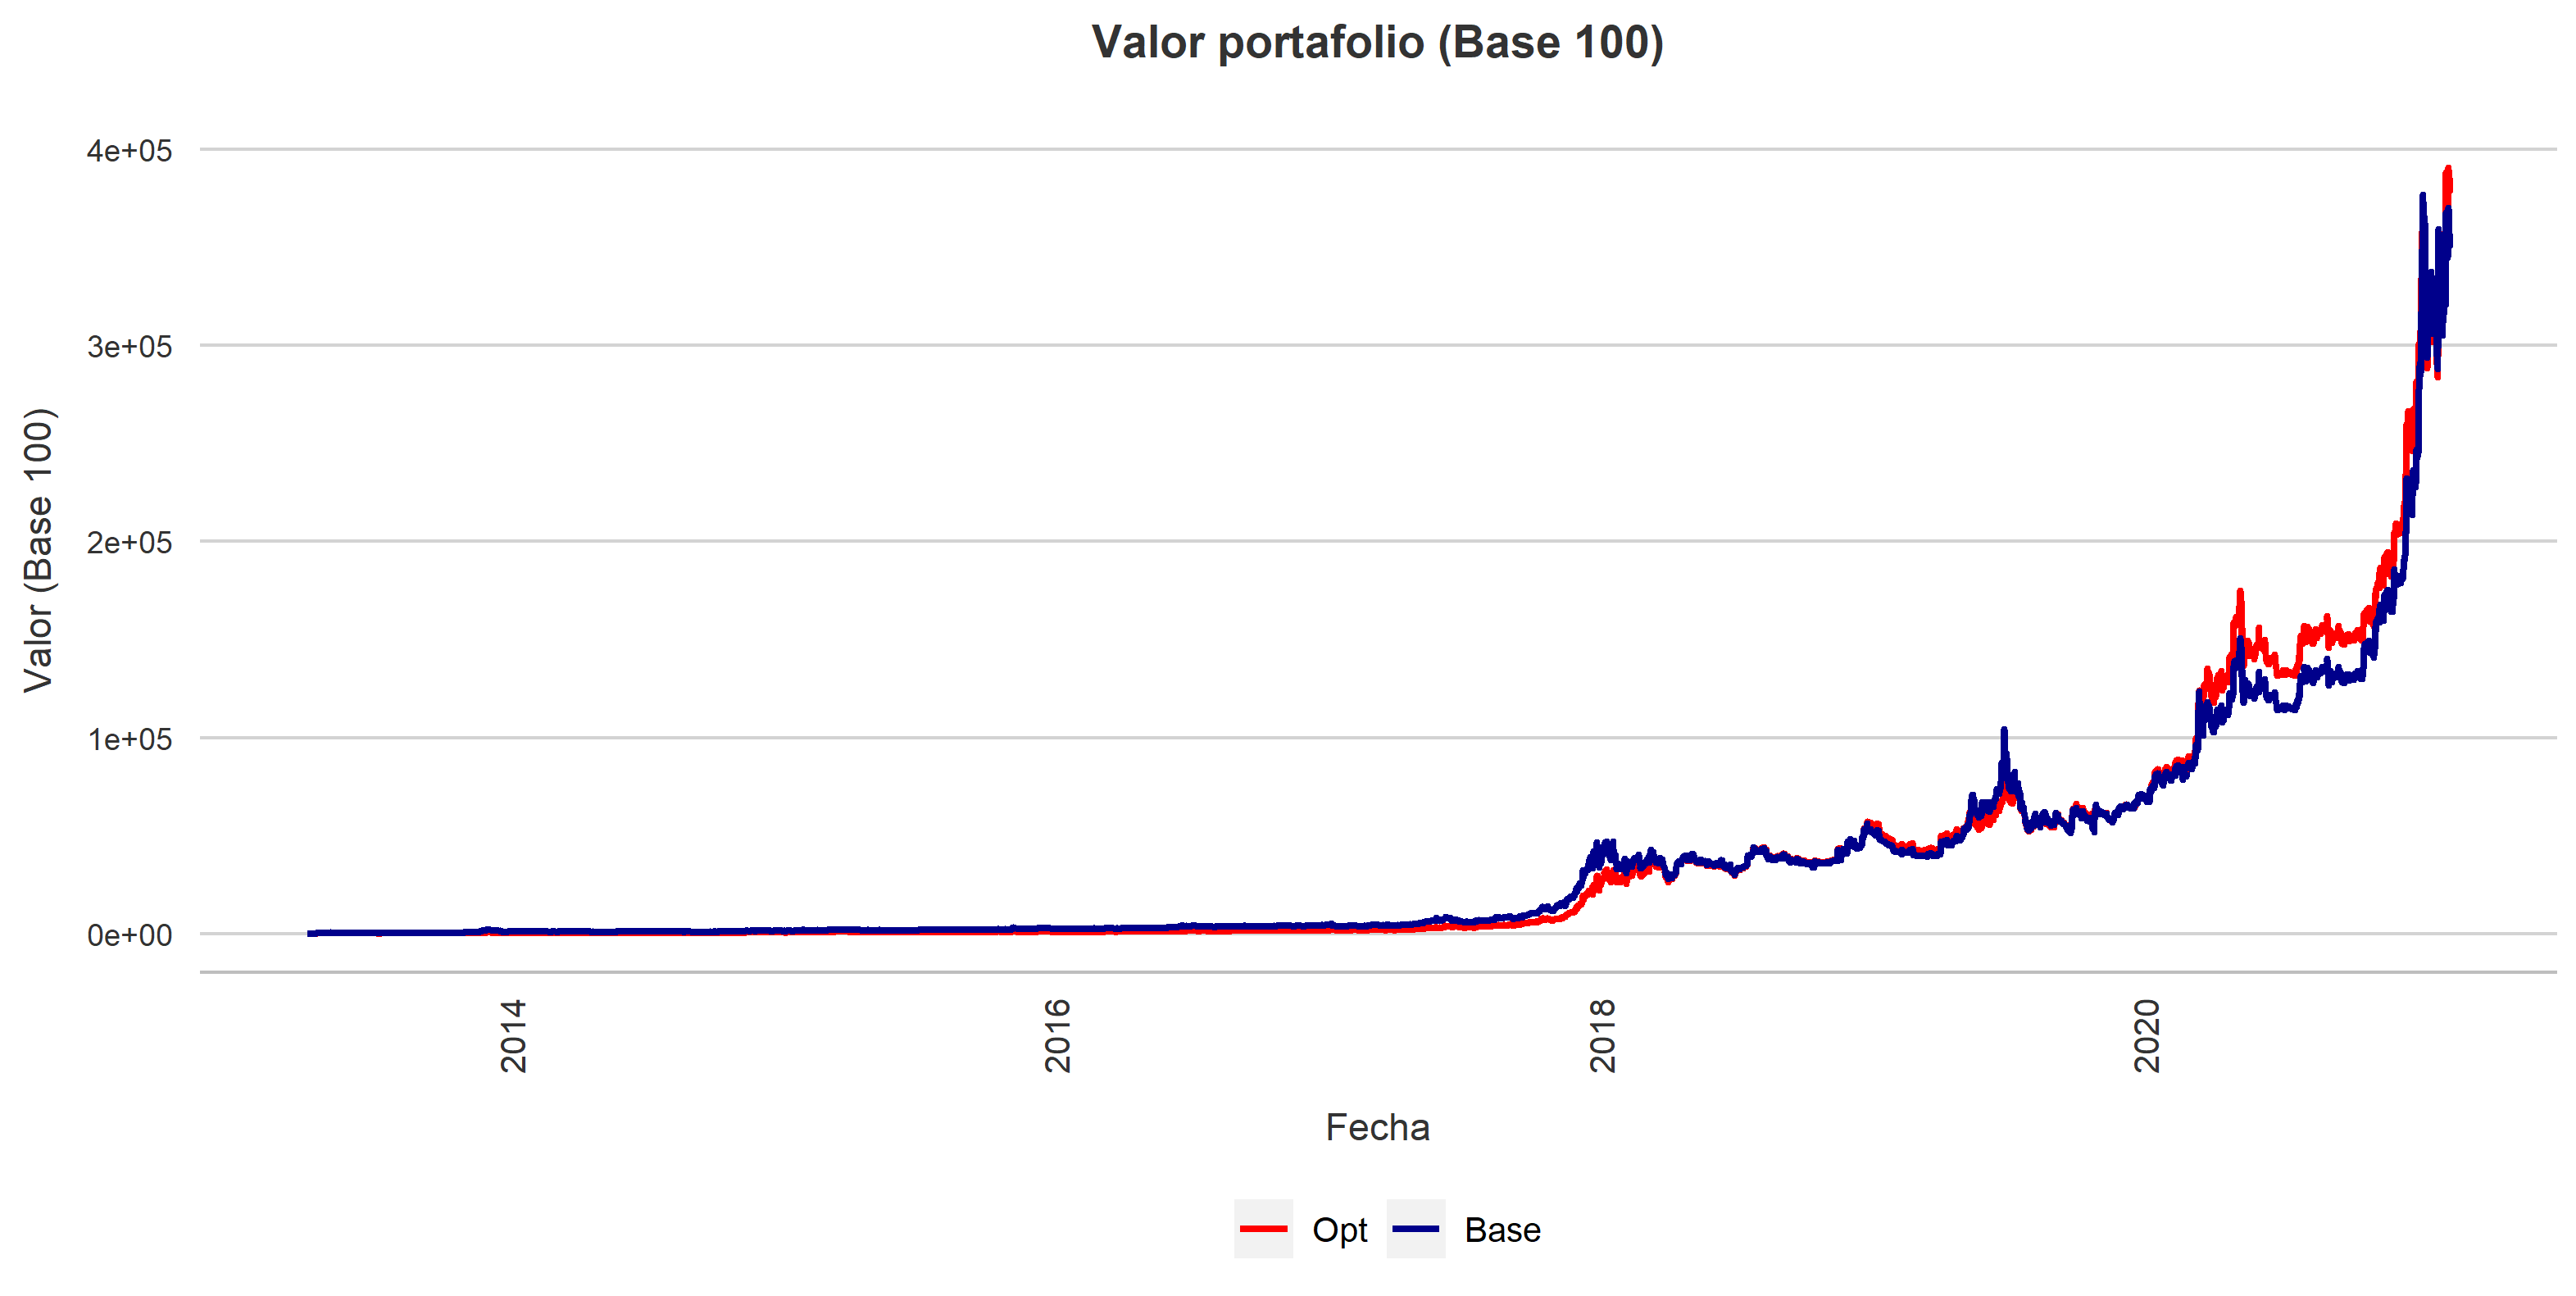 Valor portafolio (Base 100)
4e+05
3e+05
2e+05
1e+05
0e+00
Valor (Base 100)
2014
2016
2018
2020
Fecha
Opt
Base